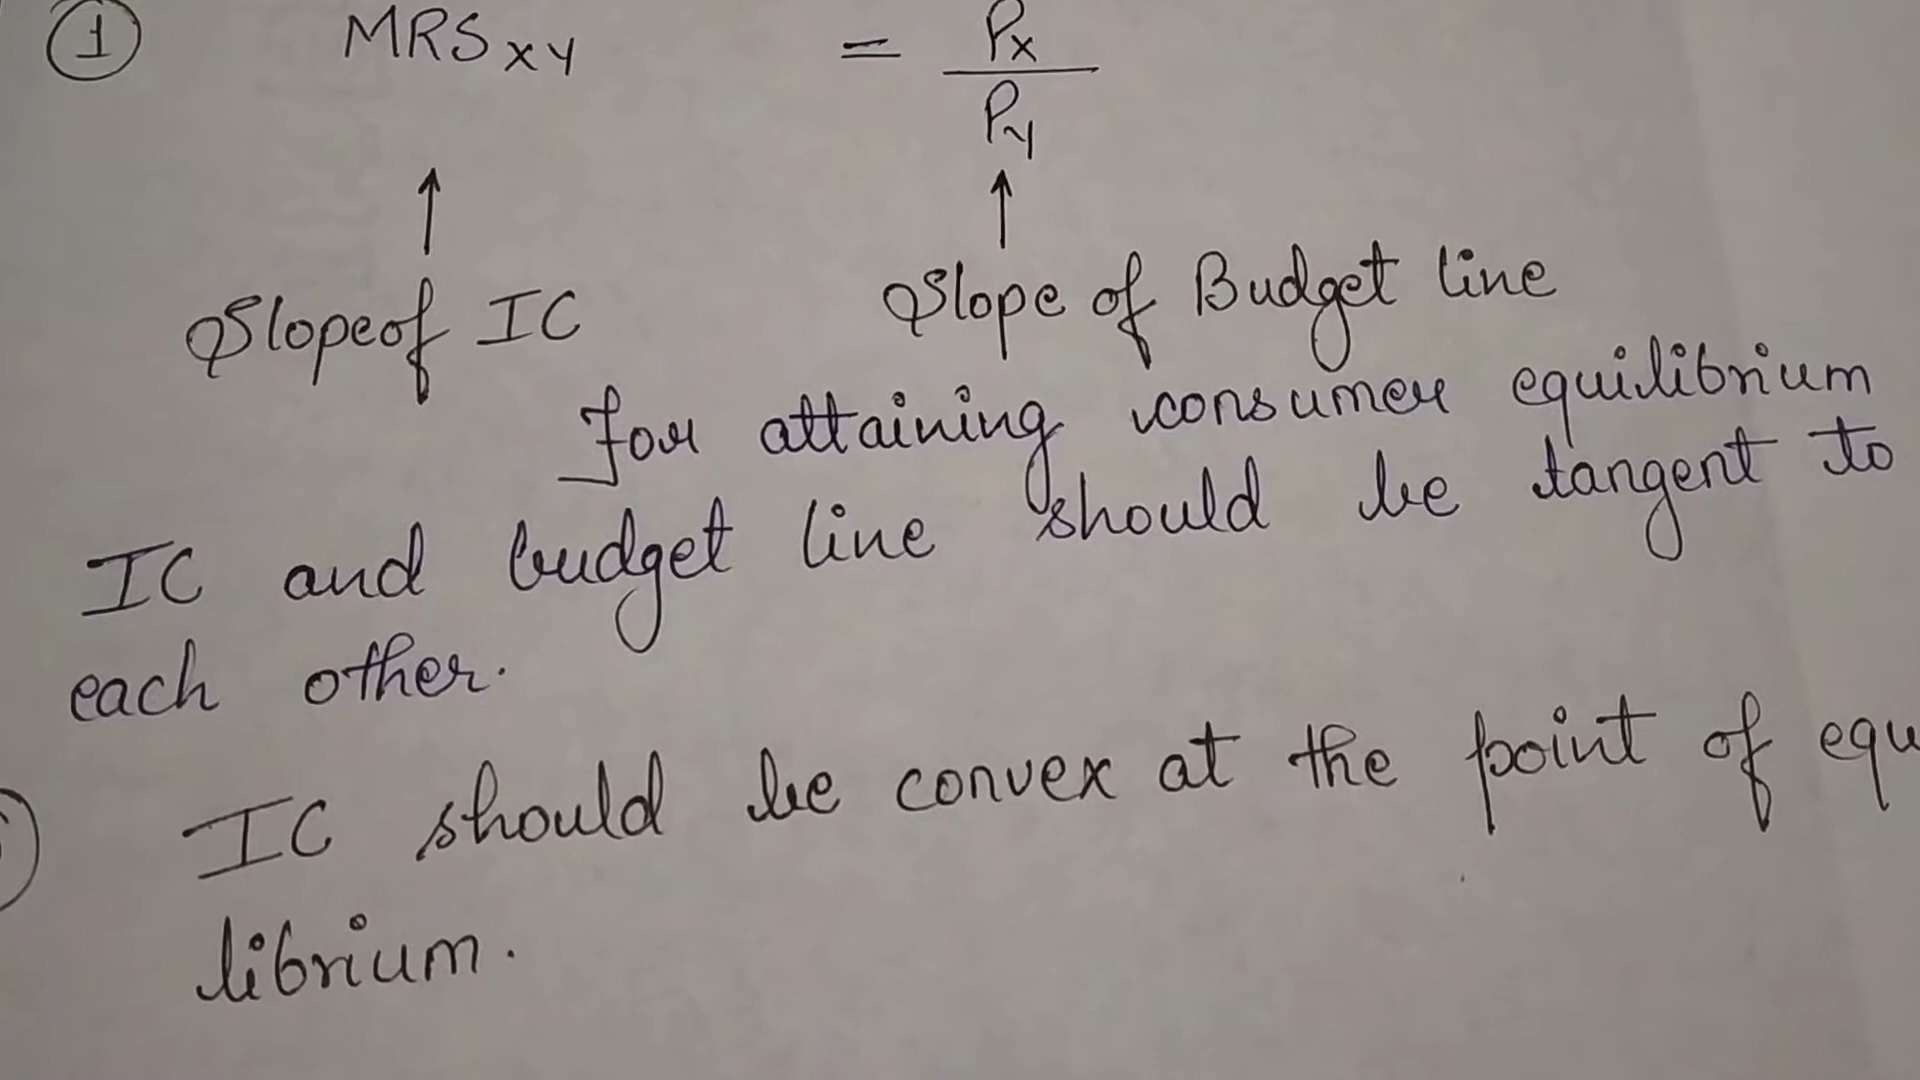 ① MRSxy = Px/Py
↑ ↑
Slope of IC Slope of Budget line
for attaining consumer equilibrium
IC and budget line should be tangent to
each other.
IC should be convex at the point of equ
librium.